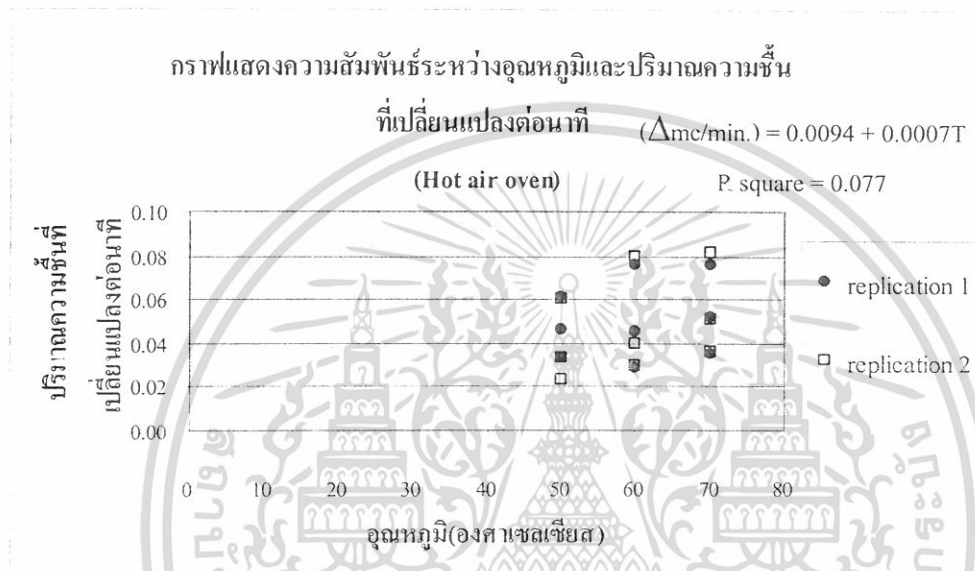 กราฟแสดงความสัมพันธ์ระหว่างอุณหภูมิและปริมาณความชื้น
ที่เปลี่ยนแปลงต่อนาที
(Δmc/min.) = 0.0094 + 0.0007T
(Hot air oven)
R square = 0.077
ปริมาณความชื้นที่
เปลี่ยนแปลงต่อนาที
0.10
0.08
0.06
0.04
0.02
0.00
0 10 20 30 40 50 60 70 80
อุณหภูมิ(องศาเซลเซียส)
replication 1
replication 2